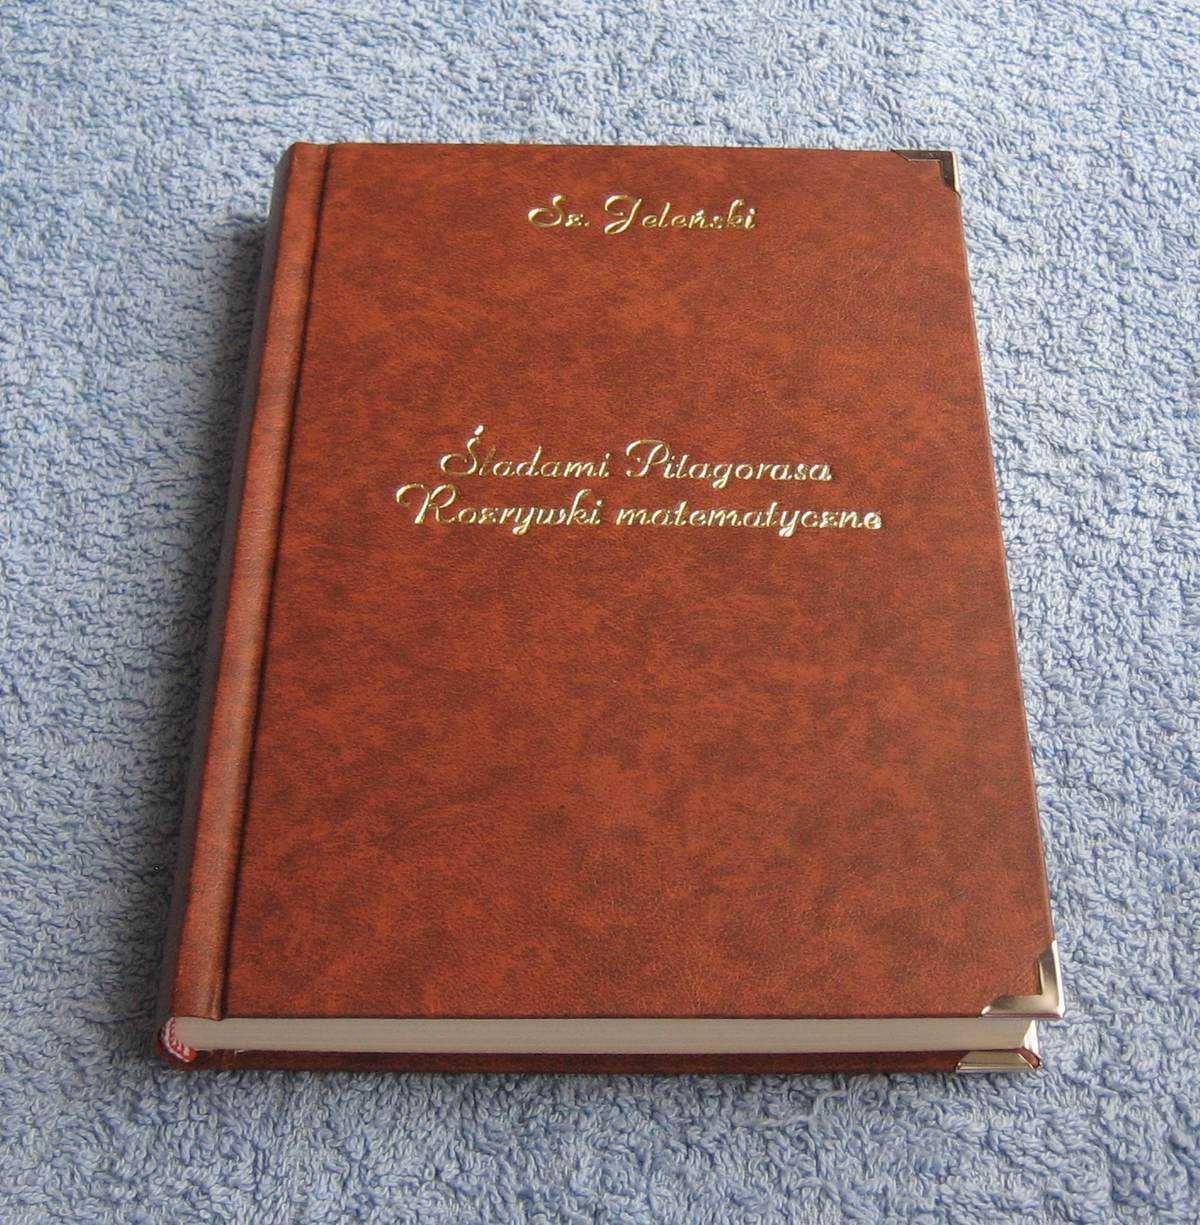 Sz. Jeleński
Śladami Pitagorasa
Rozrywki matematyczne